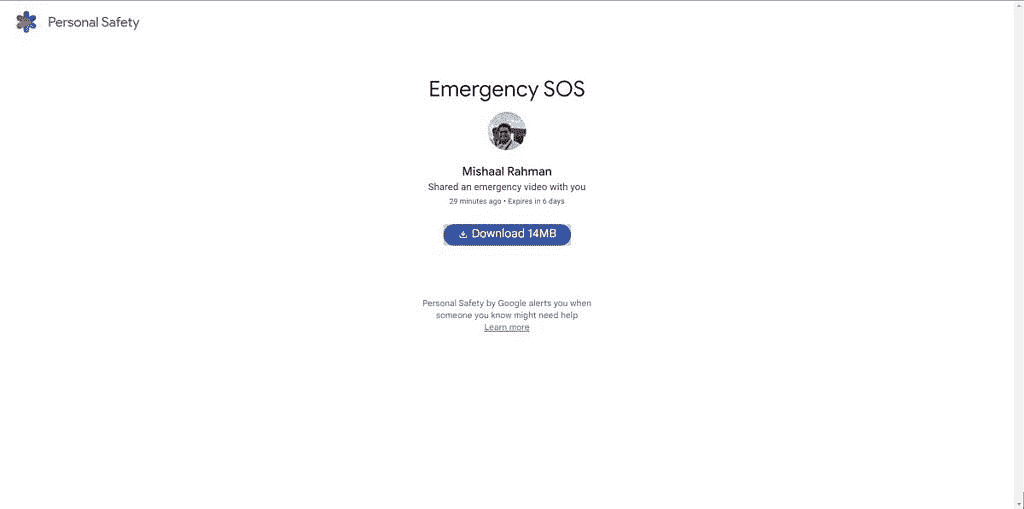 Personal Safety
Emergency SOS
Mishaal Rahman
Shared an emergency video with you
29 minutes ago • Expires in 6 days
Download 14MB
Personal Safety by Google alerts you when
someone you know might need help
Learn more